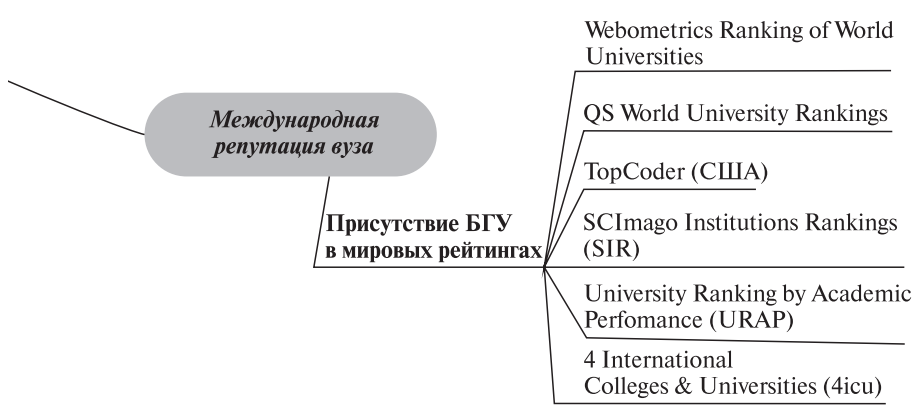 Международная
репутация вуза
Присутствие БГУ
в мировых рейтингах
Webometrics Ranking of World
Universities
QS World University Rankings
TopCoder (США)
SCImago Institutions Rankings
(SIR)
University Ranking by Academic
Perfomance (URAP)
4 International
Colleges & Universities (4icu)